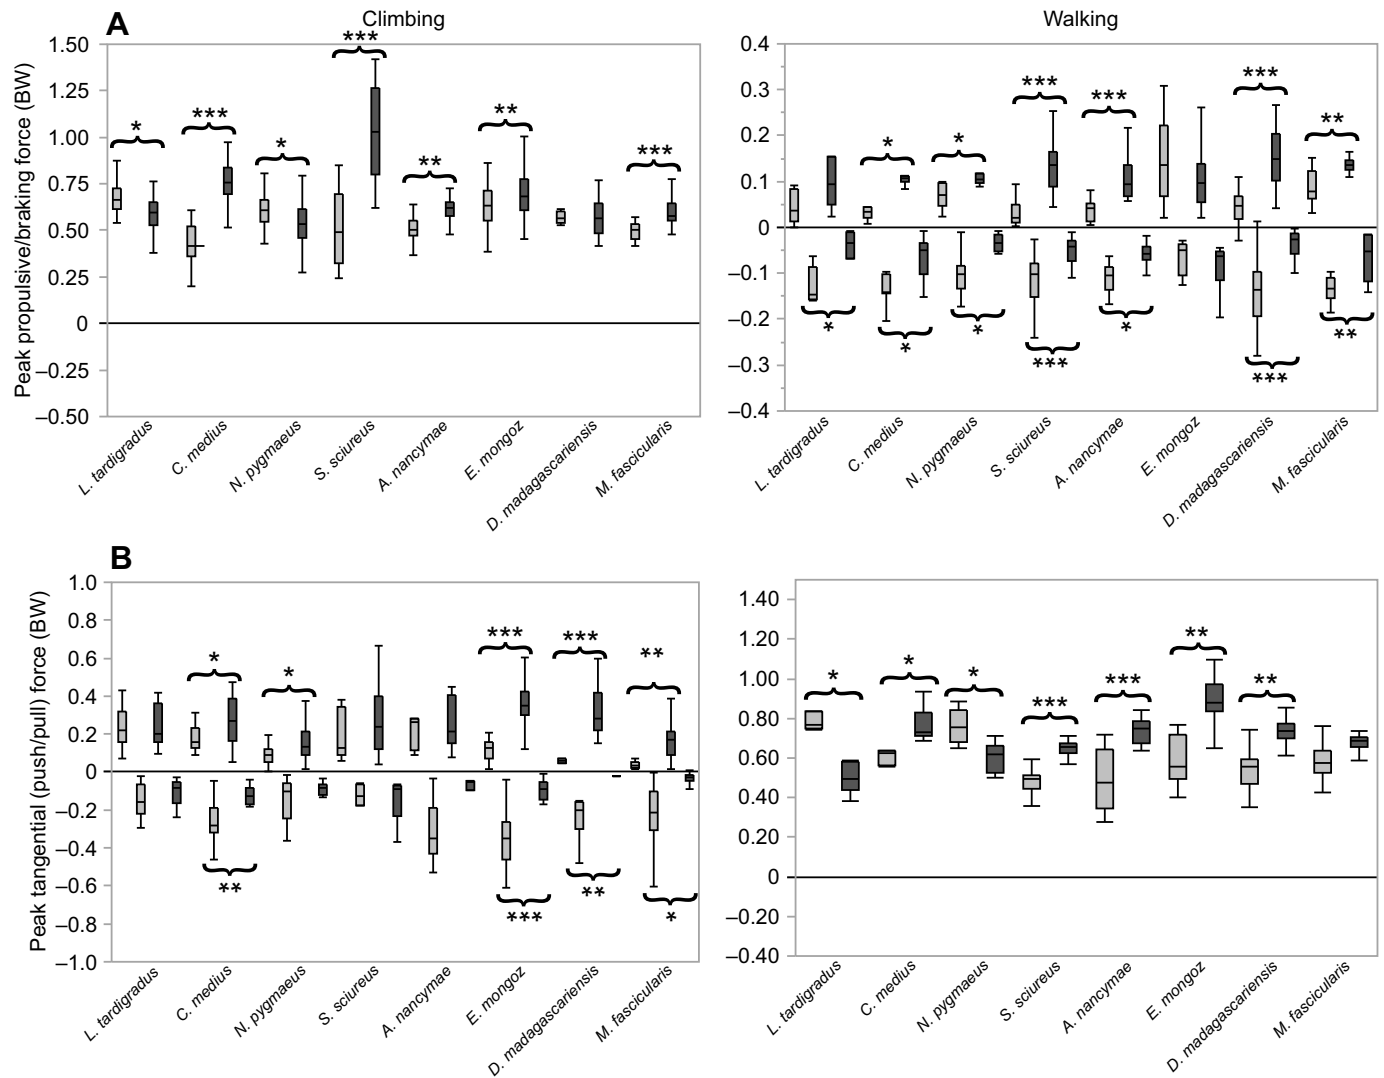 A
Climbing
Walking
Peak propulsive/braking force (BW)
1.50
1.25
1.00
0.75
0.50
0.25
0
–0.25
–0.50
*
***
*
***
**
**
***
L. tardigradus
C. medius
N. pygmaeus
S. sciureus
A. nancymae
E. mongoz
D. madagascariensis
M. fascicularis
0.4
0.3
0.2
0.1
0
–0.1
–0.2
–0.3
–0.4
*
*
***
***
***
**
*
*
*
***
*
***
**
L. tardigradus
C. medius
N. pygmaeus
S. sciureus
A. nancymae
E. mongoz
D. madagascariensis
M. fascicularis
B
Peak tangential (push/pull) force (BW)
1.0
0.8
0.6
0.4
0.2
0
–0.2
–0.4
–0.6
–0.8
–1.0
*
*
***
***
**
**
***
**
*
L. tardigradus
C. medius
N. pygmaeus
S. sciureus
A. nancymae
E. mongoz
D. madagascariensis
M. fascicularis
1.40
1.20
1.00
0.80
0.60
0.40
0.20
0
–0.20
–0.40
*
*
*
***
***
**
**
L. tardigradus
C. medius
N. pygmaeus
S. sciureus
A. nancymae
E. mongoz
D. madagascariensis
M. fascicularis